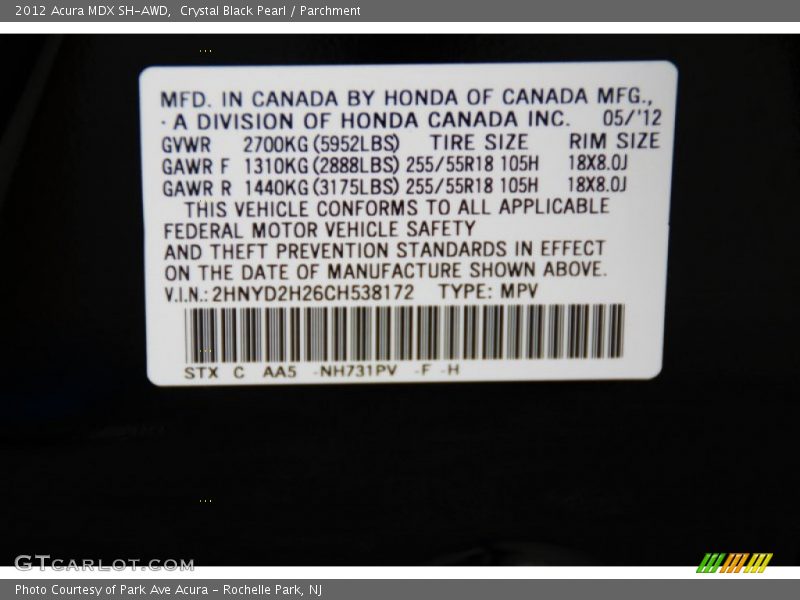 2012 Acura MDX SH-AWD,  Crystal Black Pearl / Parchment
MFD. IN CANADA BY HONDA OF CANADA MFG.,
· A DIVISION OF HONDA CANADA INC. 05/'12
GVWR 2700KG(5952LBS) TIRE SIZE RIM SIZE
GAWR F 1310KG(2888LBS) 255/55R18 105H 18X8.0J
GAWR R 1440KG(3175LBS) 255/55R18 105H 18X8.0J
THIS VEHICLE CONFORMS TO ALL APPLICABLE
FEDERAL MOTOR VEHICLE SAFETY
AND THEFT PREVENTION STANDARDS IN EFFECT
ON THE DATE OF MANUFACTURE SHOWN ABOVE.
V.I.N.: 2HNYD2H26CH538172 TYPE: MPV
STX C AA5 -NH731PV -F -H
GTCARLOT.COM
Photo Courtesy of Park Ave Acura - Rochelle Park, NJ